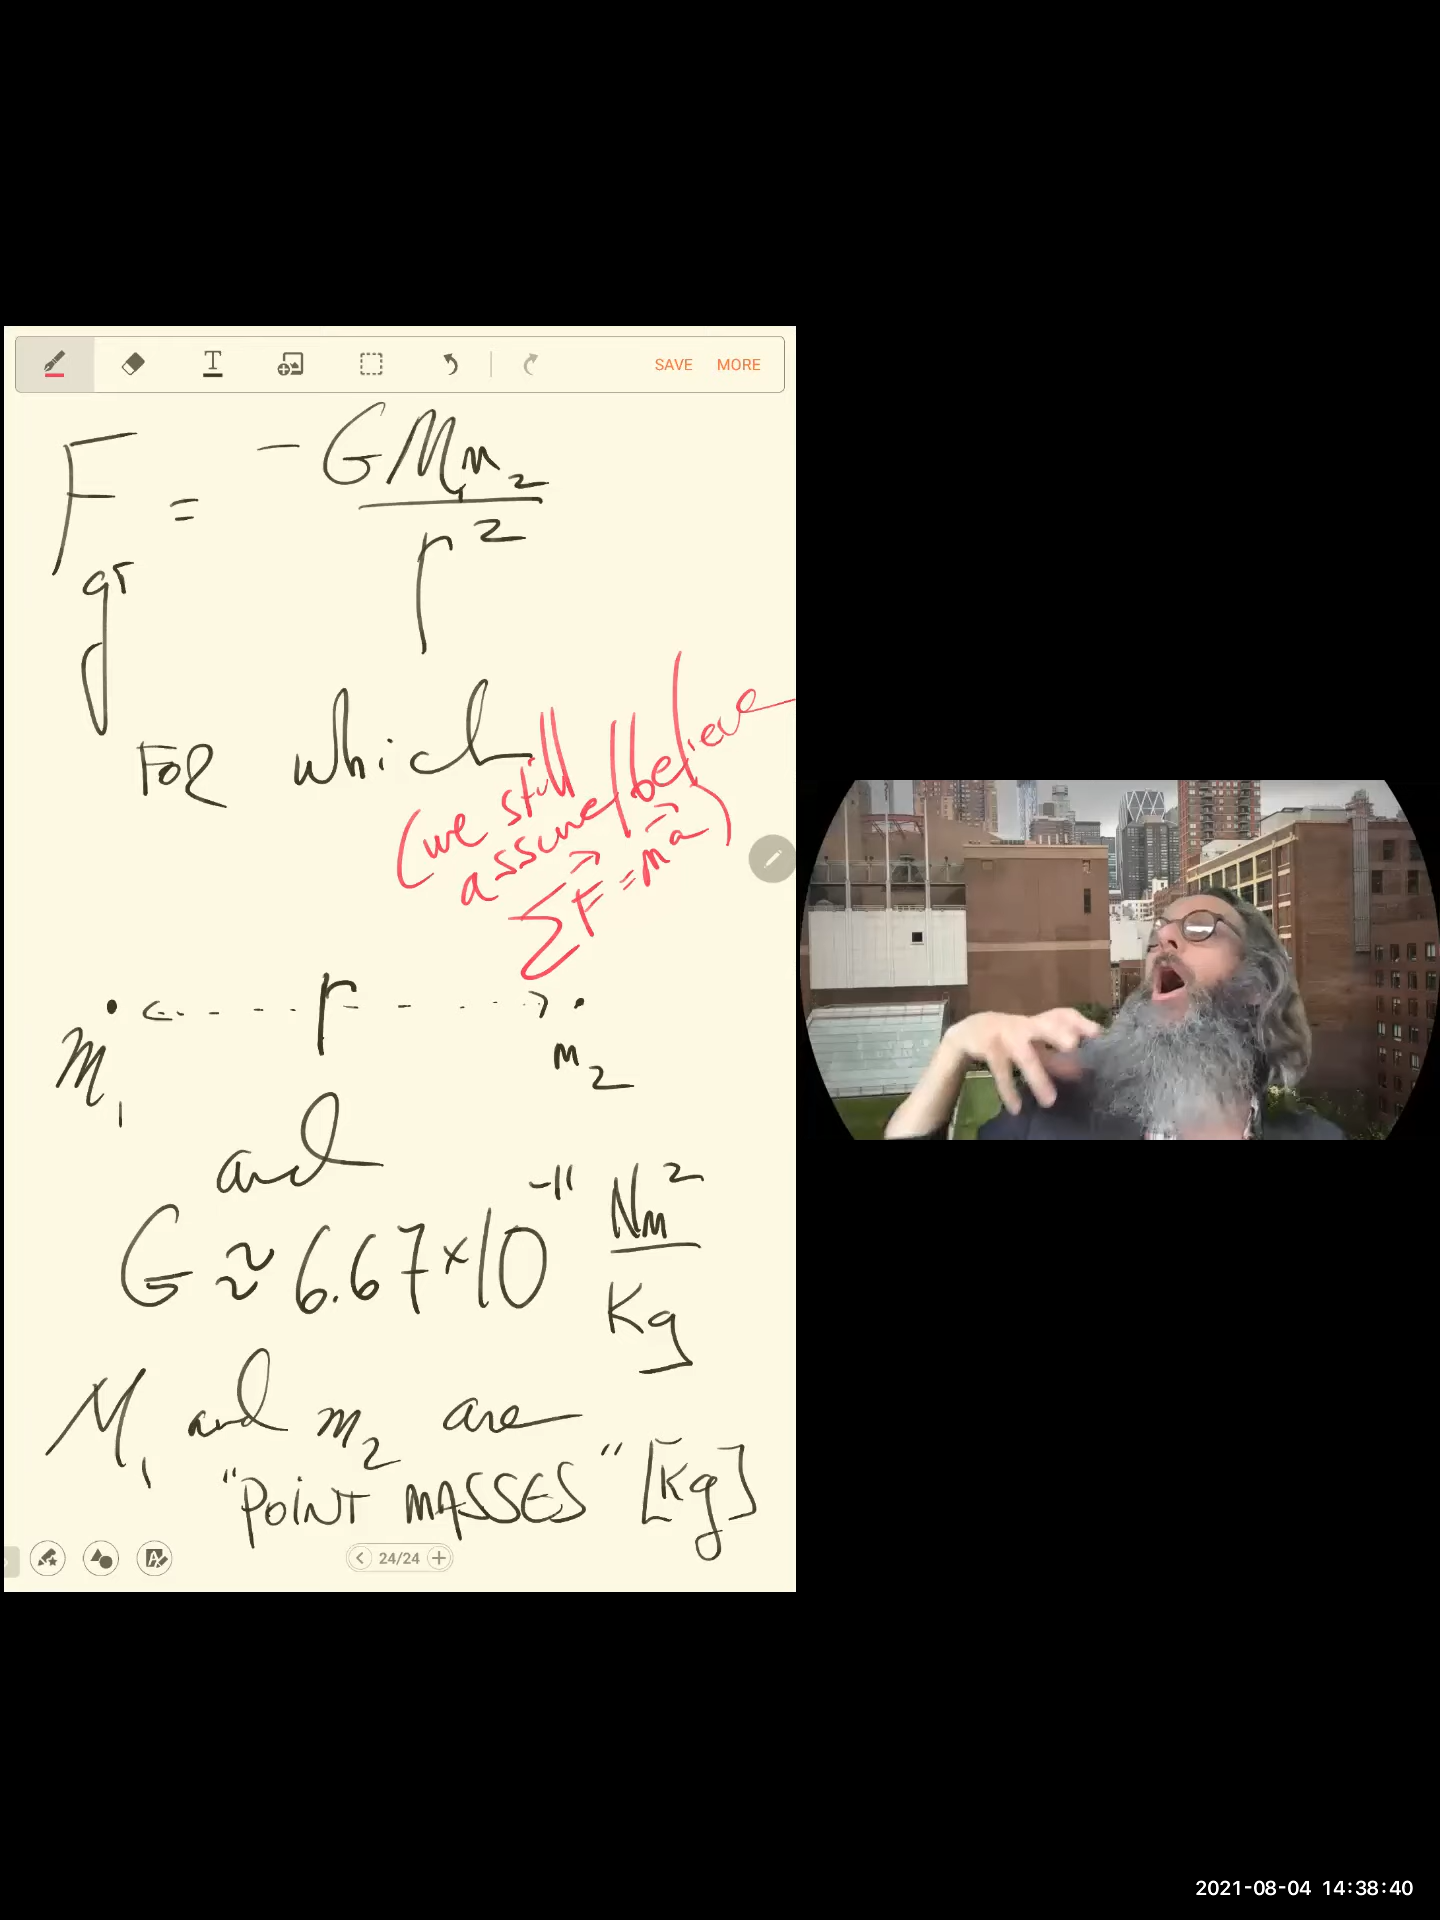 T
SAVE
MORE
F_gr = -GM₁m₂ / r²
FOR which
(we still
assume/believe
ΣF⃗ = ma⃗)
r
m₁
m₂
and
G ≈ 6.67 × 10⁻¹¹ Nm² / Kg
M₁ and m₂ are
"POINT MASSES" [Kg]
24/24
2021-08-04 14:38:40